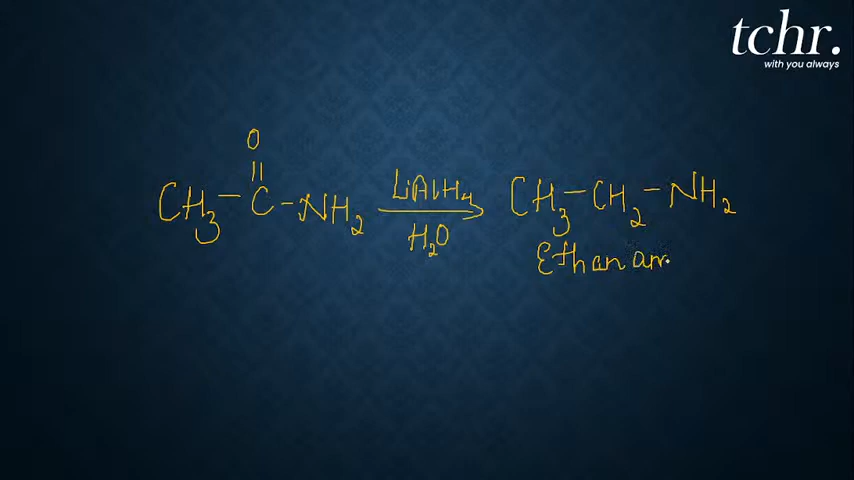 tchr.
with you always
O
||
CH₃ – C – NH₂ LiAlH₄ H₂O → CH₃ – CH₂ – NH₂
Ethanam